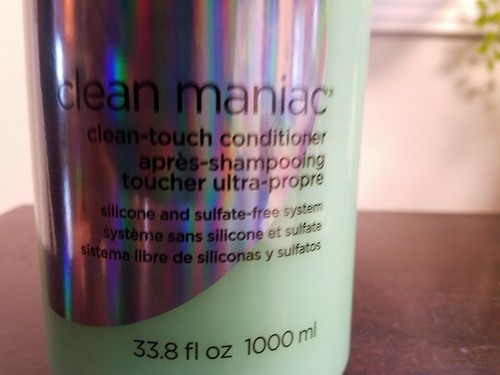 clean maniac
clean-touch conditioner
après-shampooing
toucher ultra-propre
silicone and sulfate-free system
système sans silicone et sulfate
sistema libre de siliconas y sulfatos
33.8 fl oz 1000 ml